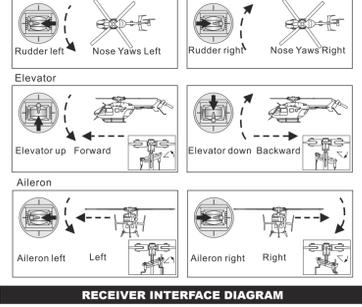 Rudder left Nose Yaws Left
Rudder right Nose Yaws Right
Elevator
Elevator up Forward
Elevator down Backward
Aileron
Aileron left Left
Aileron right Right
RECEIVER INTERFACE DIAGRAM